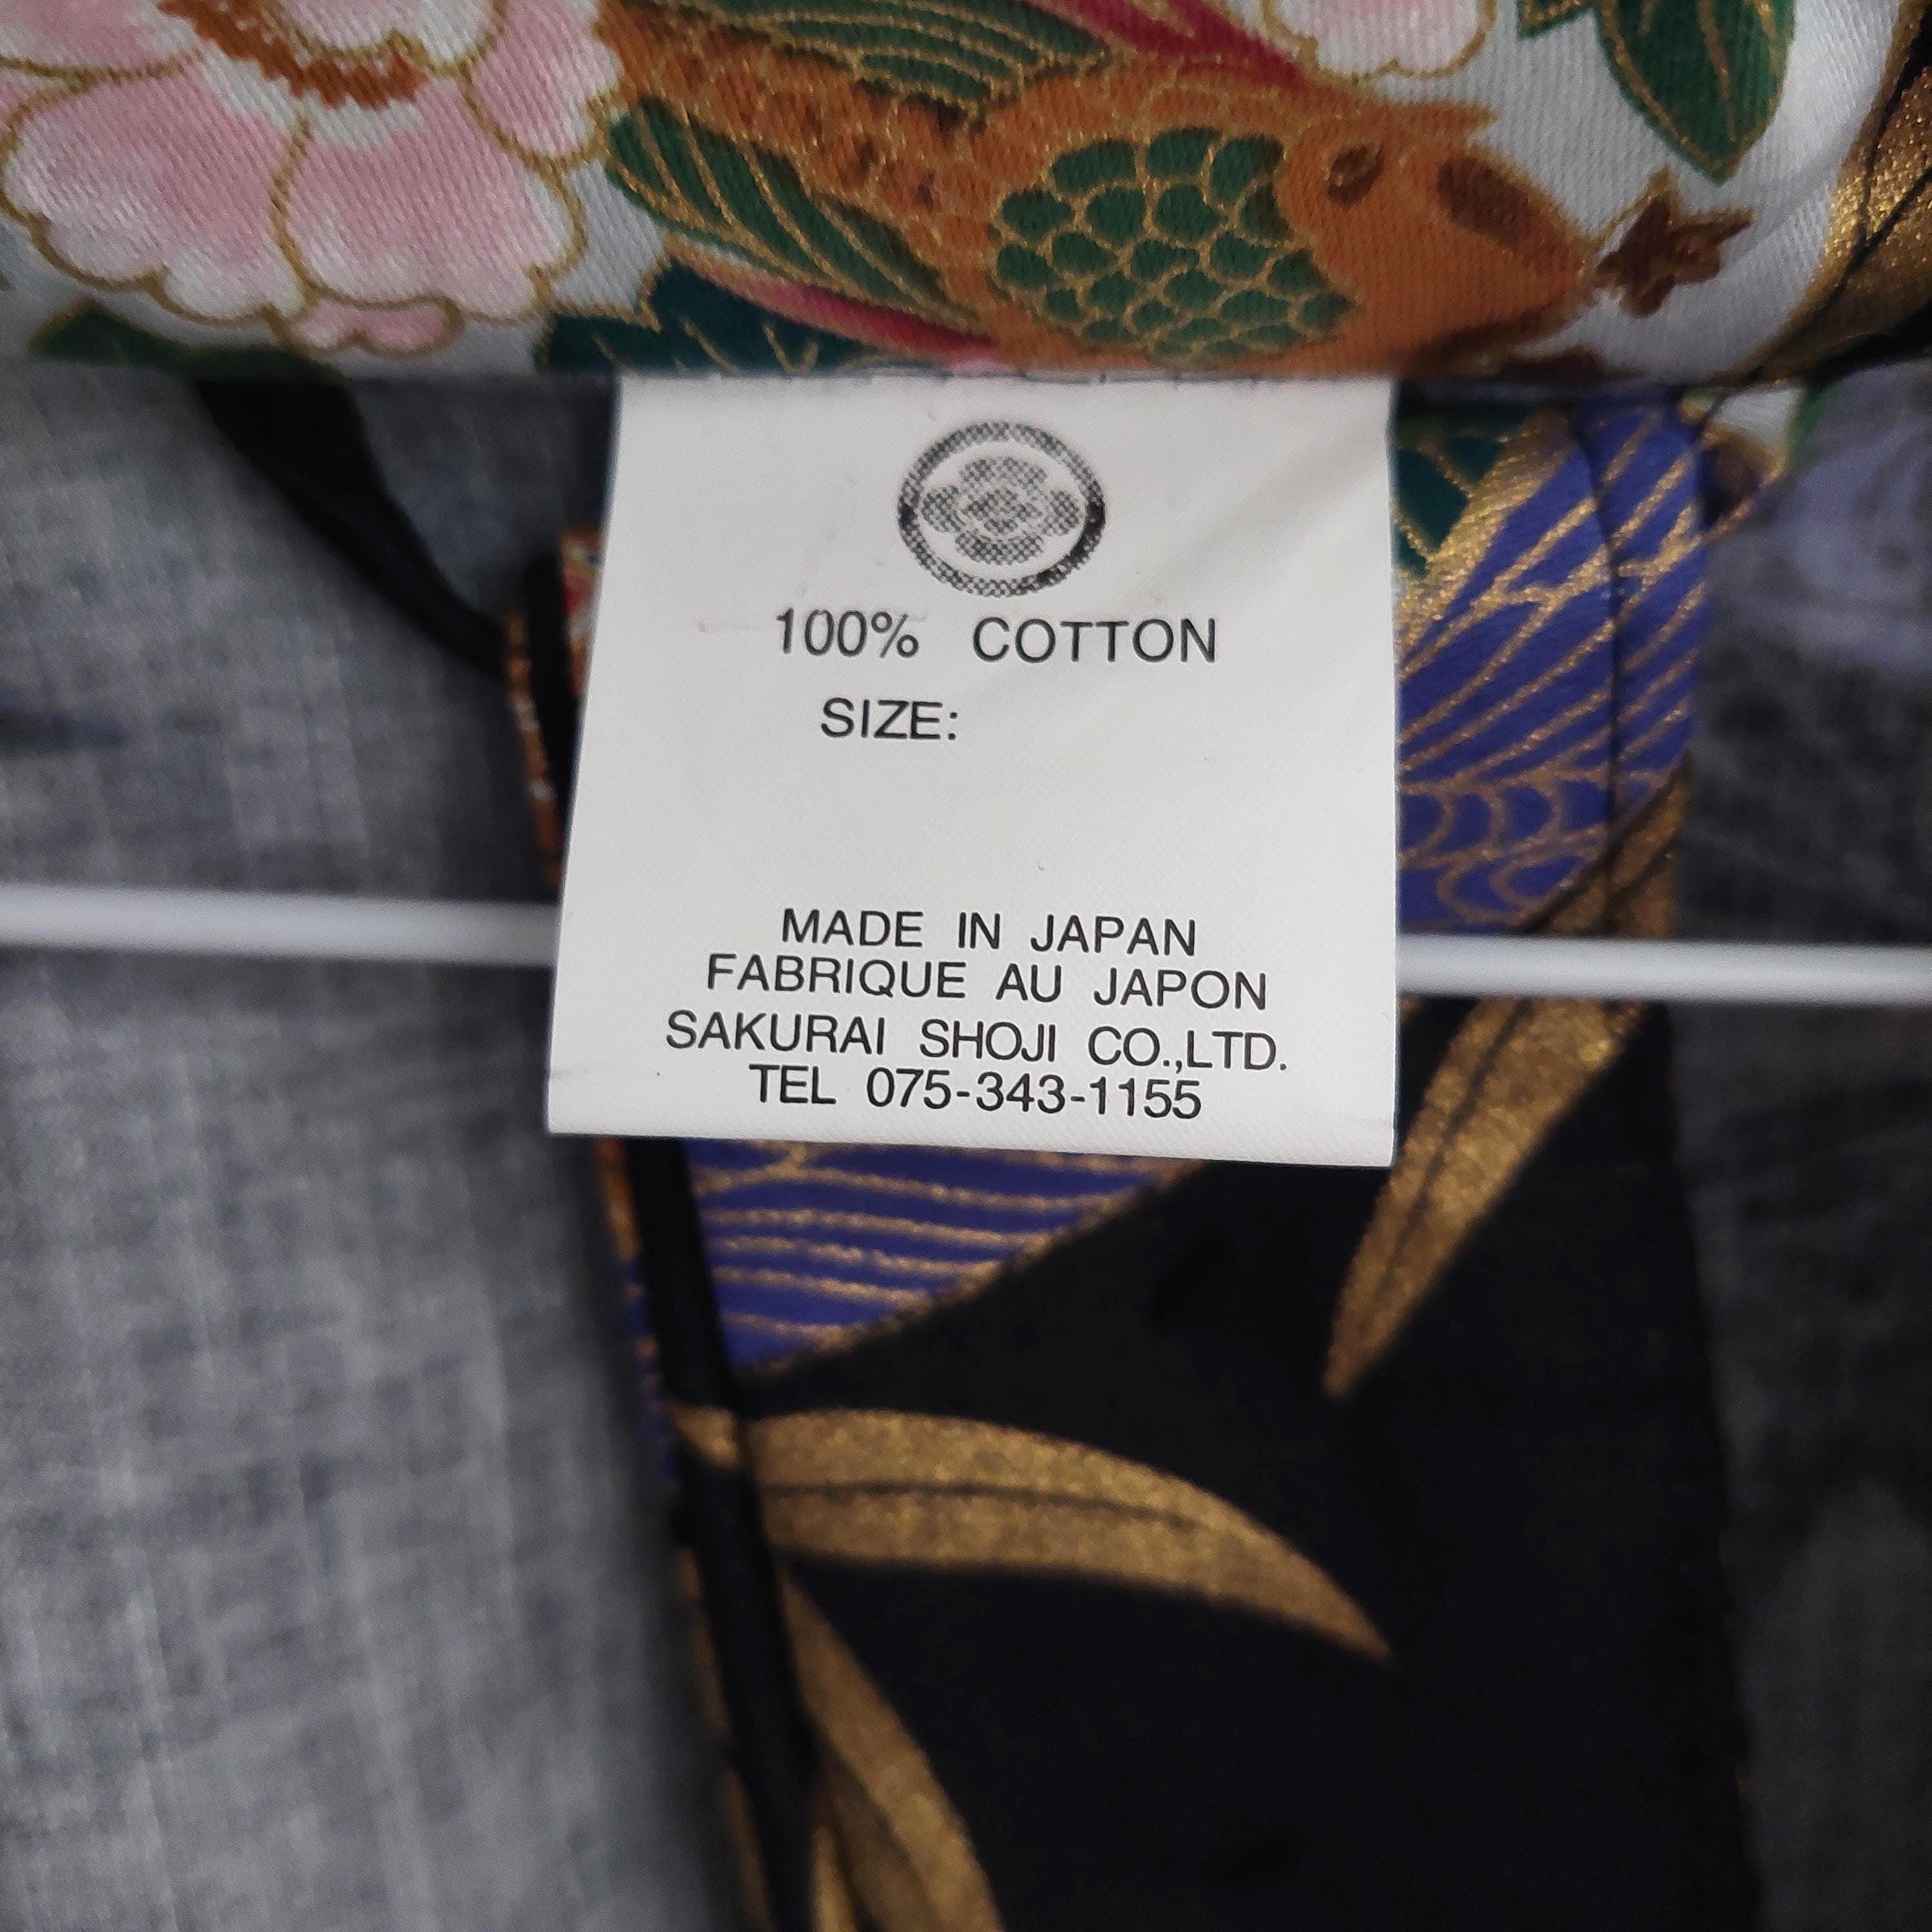 100% COTTON
SIZE:
MADE IN JAPAN
FABRIQUE AU JAPON
SAKURAI SHOJI CO.,LTD.
TEL 075-343-1155